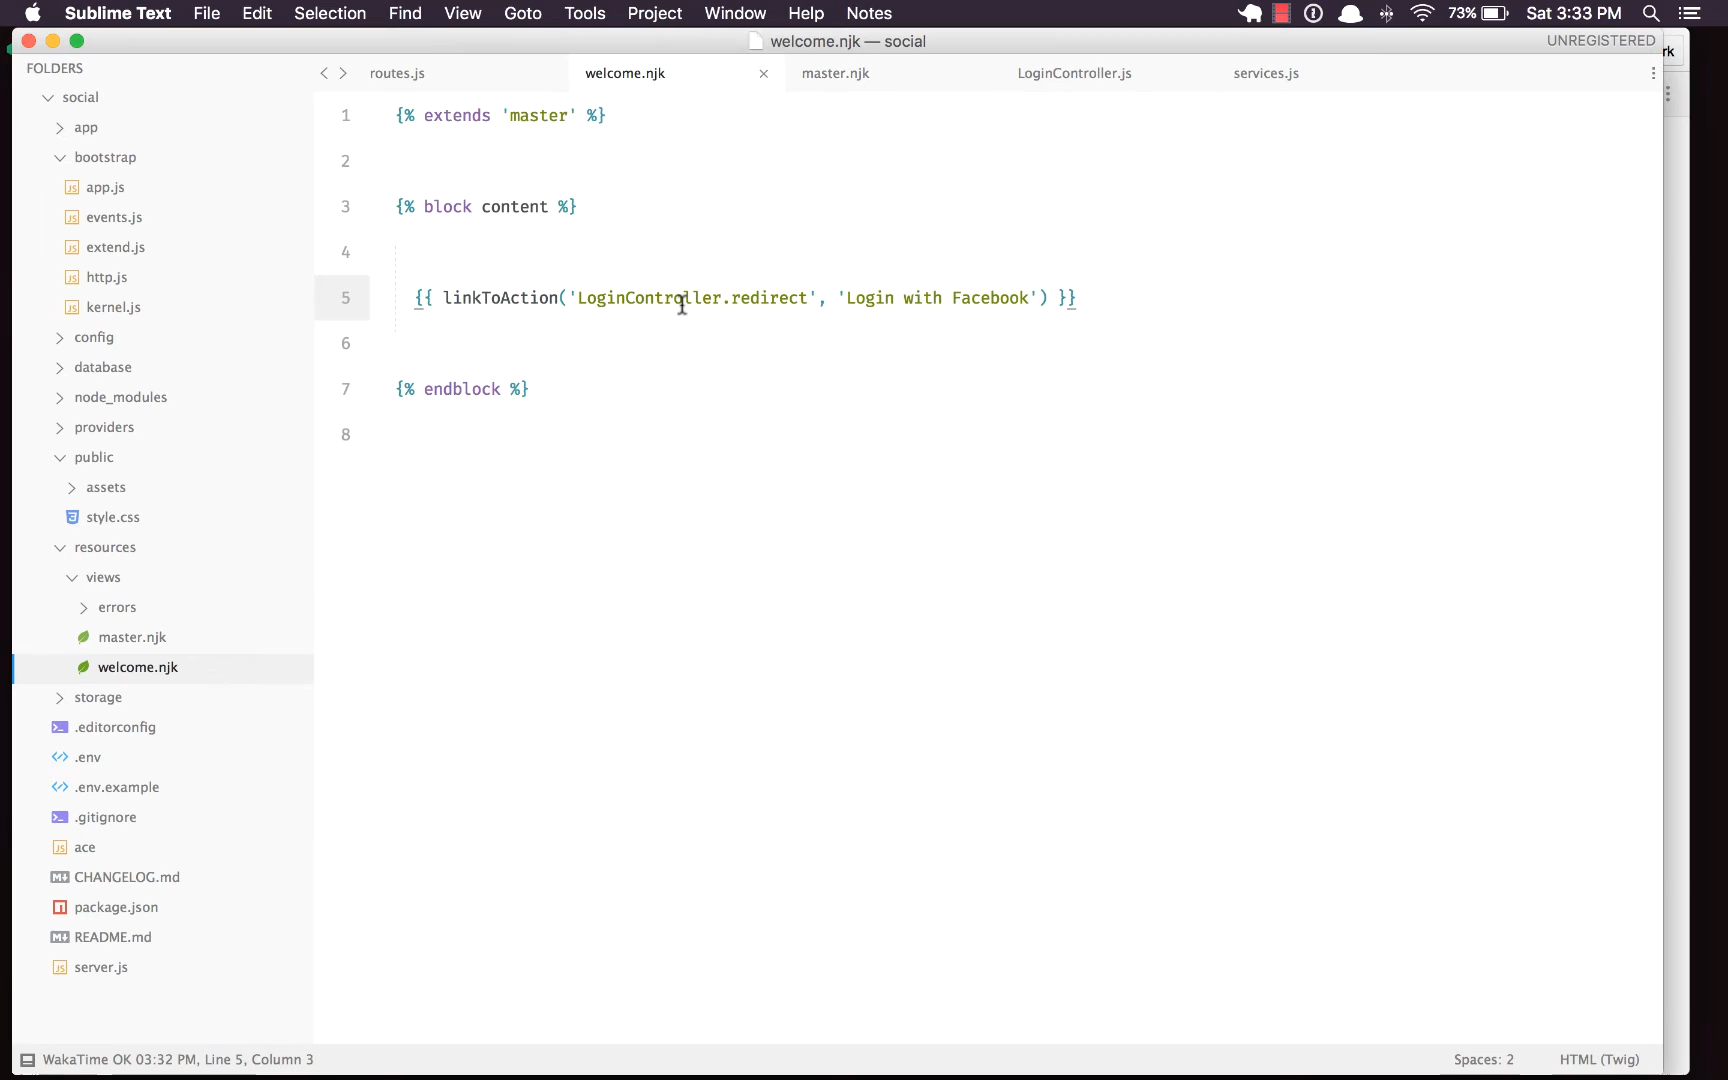 Sublime Text File Edit Selection Find View Goto Tools Project Window Help Notes 73% Sat 3:33 PM
welcome.njk — social UNREGISTERED
rk
FOLDERS
social
app
bootstrap
app.js
events.js
extend.js
http.js
kernel.js
config
database
node_modules
providers
public
assets
style.css
resources
views
errors
master.njk
welcome.njk
storage
.editorconfig
.env
.env.example
.gitignore
ace
CHANGELOG.md
package.json
README.md
server.js
routes.js welcome.njk master.njk LoginController.js services.js
1 {% extends 'master' %}
2
3 {% block content %}
4
5 {{ linkToAction('LoginController.redirect', 'Login with Facebook') }}
6
7 {% endblock %}
8
WakaTime OK 03:32 PM, Line 5, Column 3 Spaces: 2 HTML (Twig)